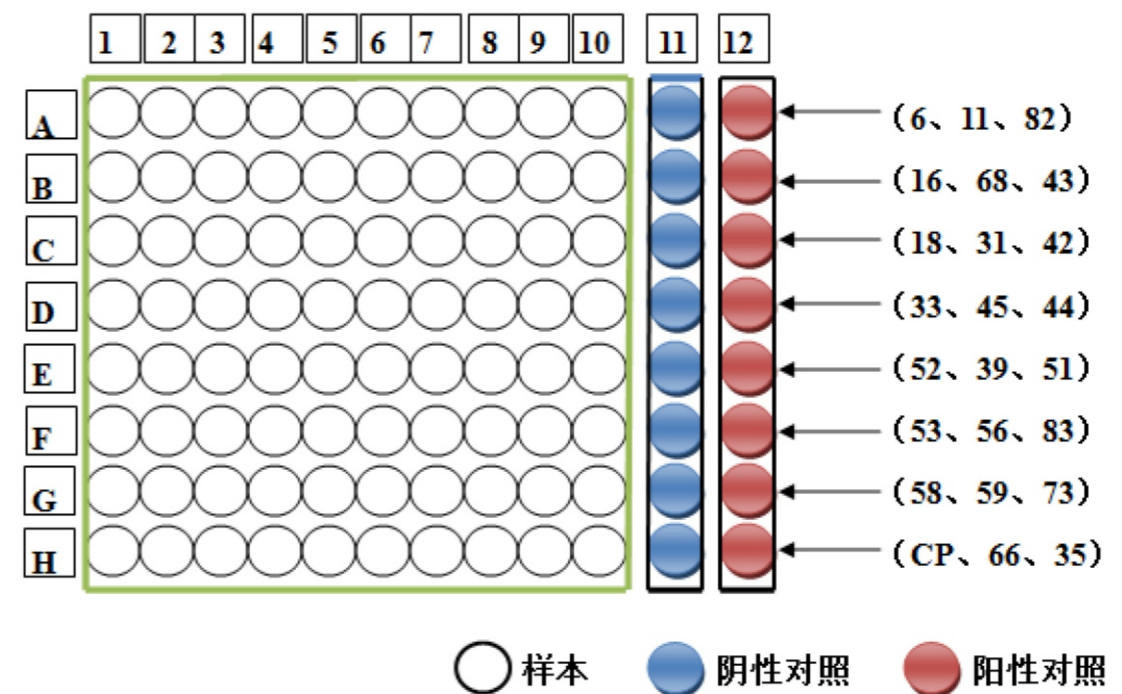 1 2 3 4 5 6 7 8 9 10 11 12
A (6、11、82)
B (16、68、43)
C (18、31、42)
D (33、45、44)
E (52、39、51)
F (53、56、83)
G (58、59、73)
H (CP、66、35)
样本 阴性对照 阳性对照